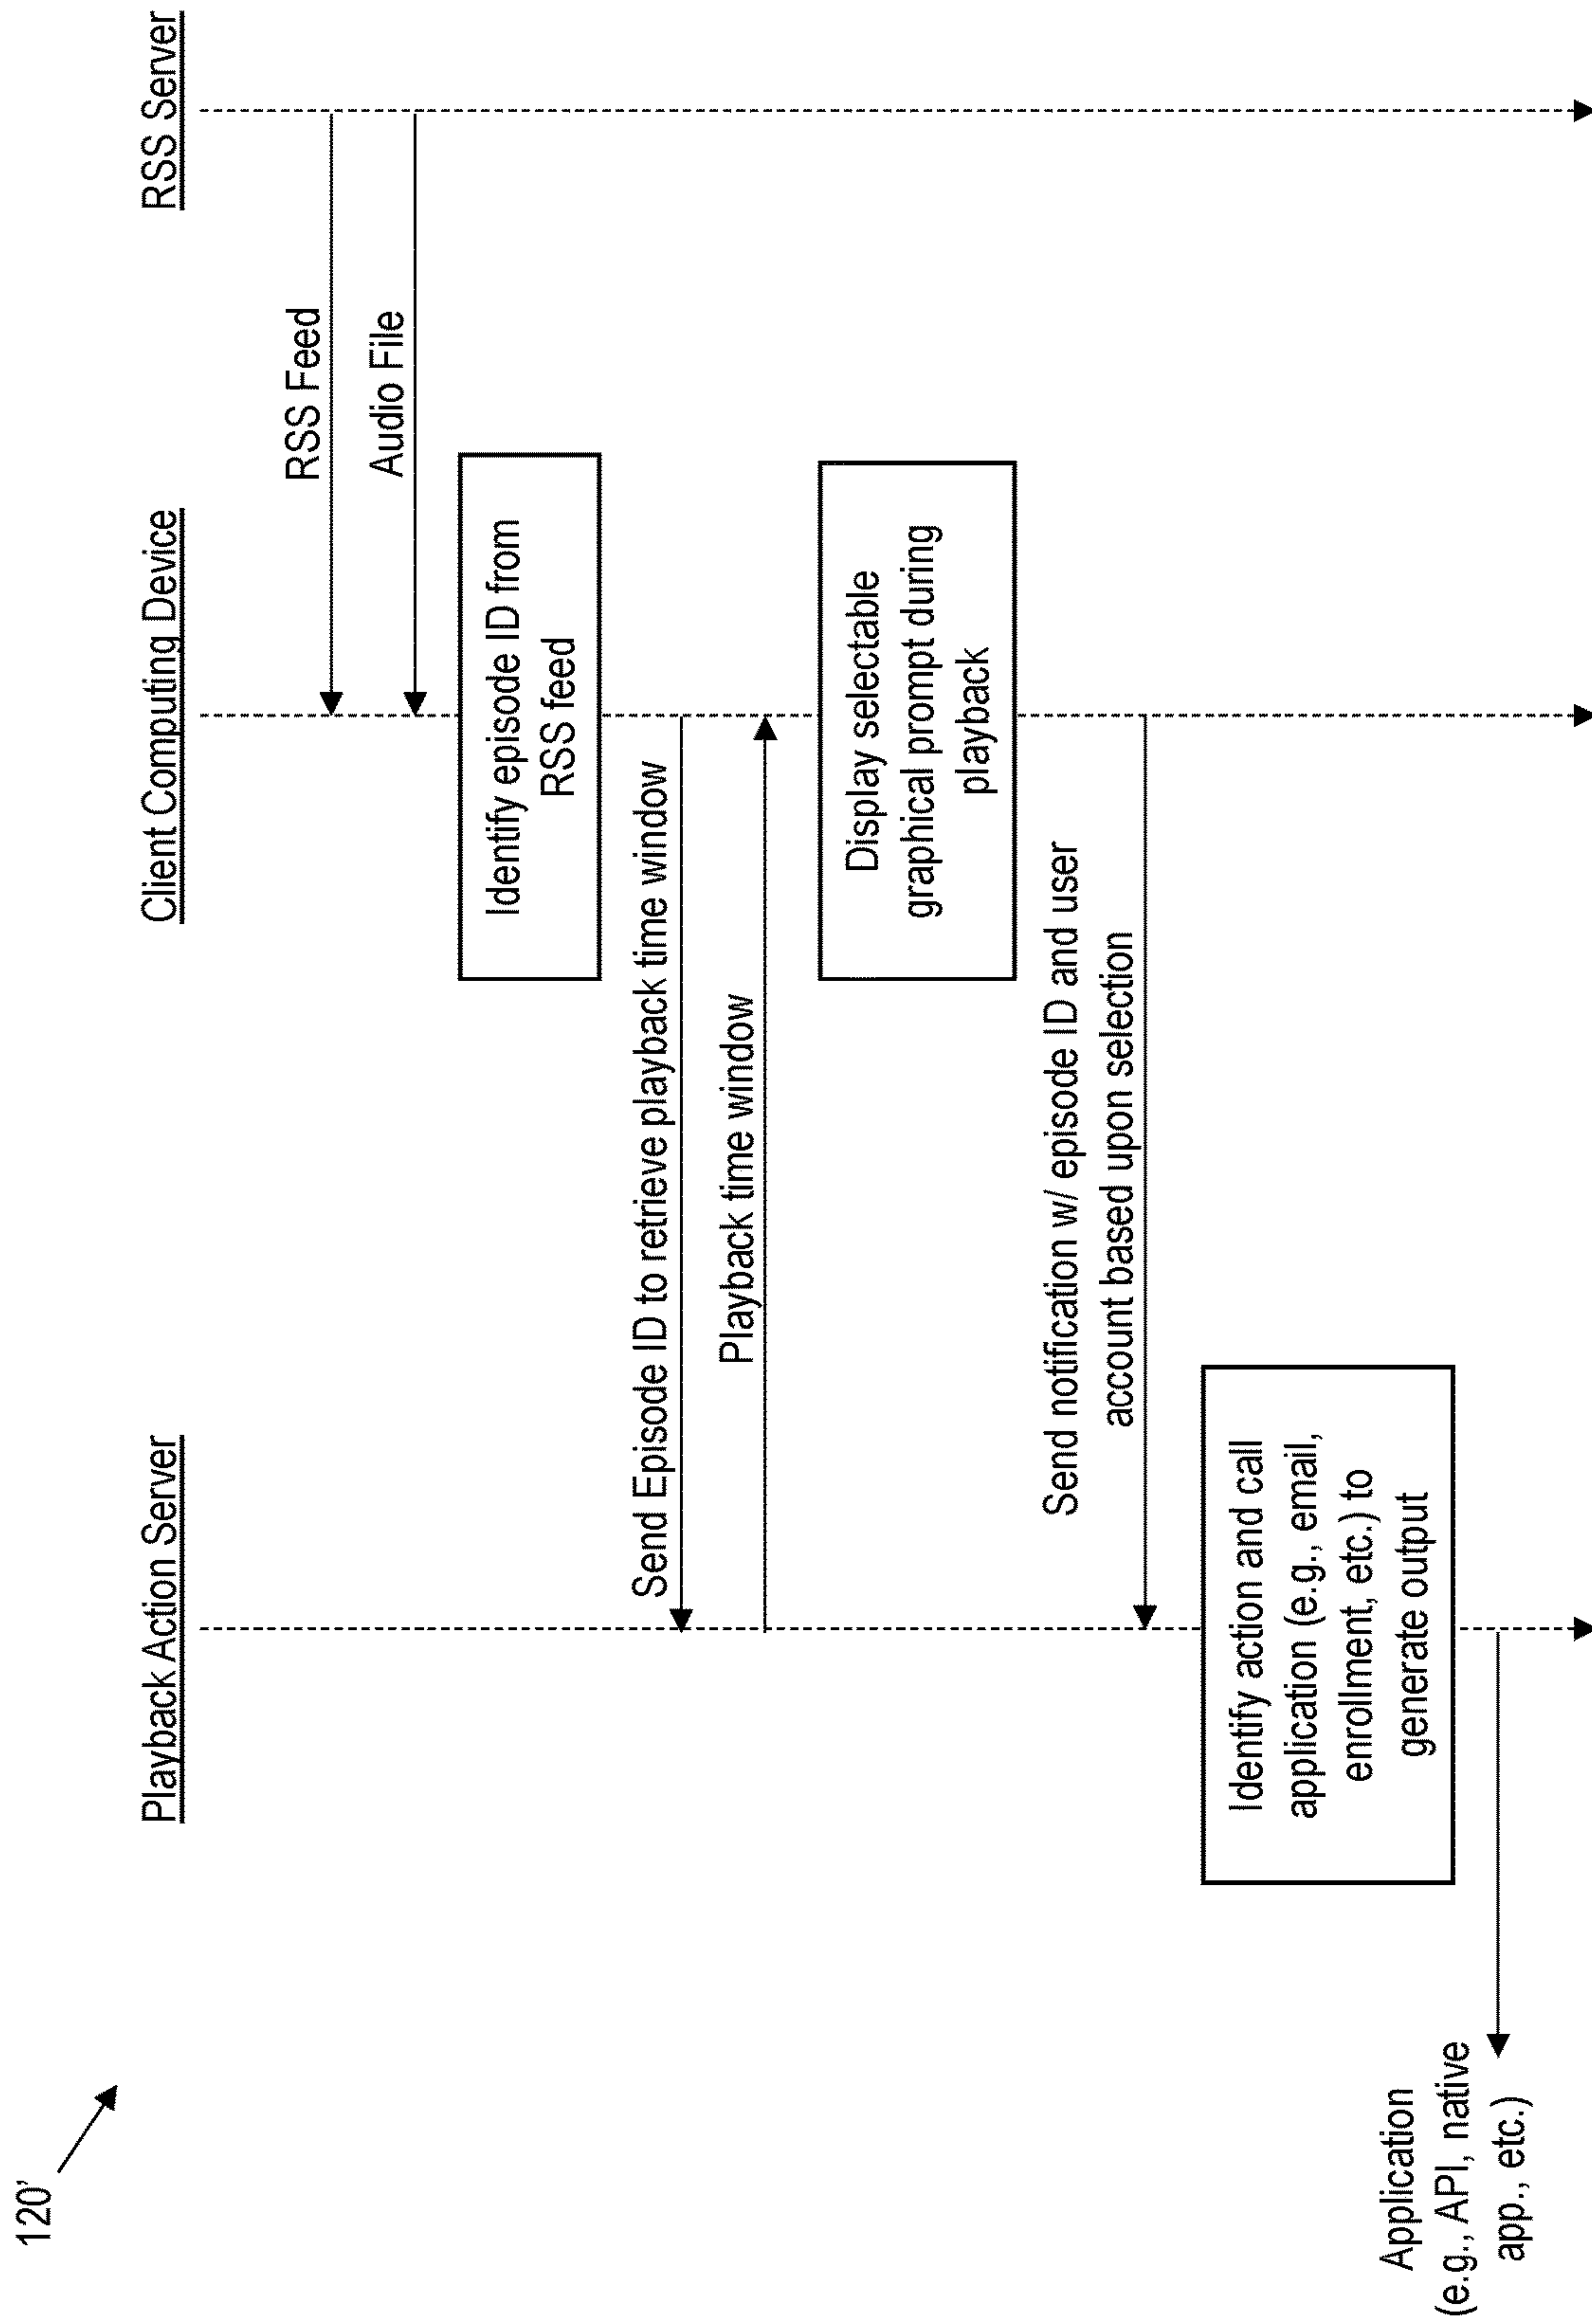 120'
Playback Action Server
Client Computing Device
RSS Server
RSS Feed
Audio File
Identify episode ID from
RSS feed
Send Episode ID to retrieve playback time window
Playback time window
Display selectable
graphical prompt during
playback
Send notification w/ episode ID and user
account based upon selection
Identify action and call
application (e.g., email,
enrollment, etc.) to
generate output
Application
(e.g., API, native
app., etc.)